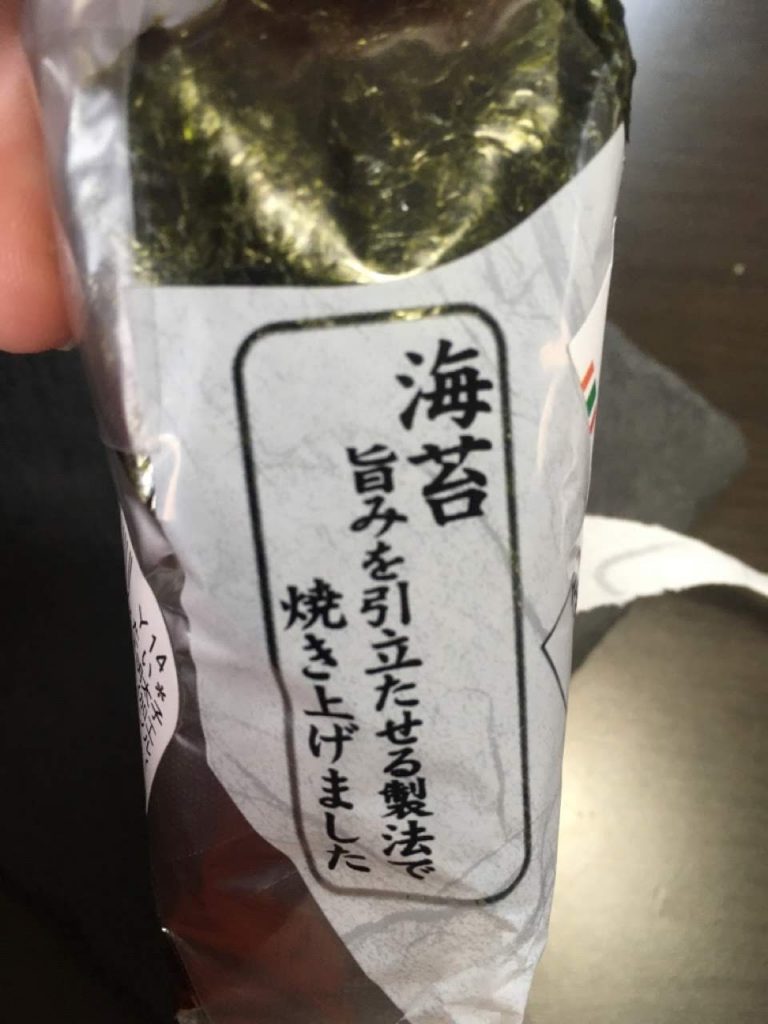 海苔
旨みを引立たせる製法で
焼き上げました